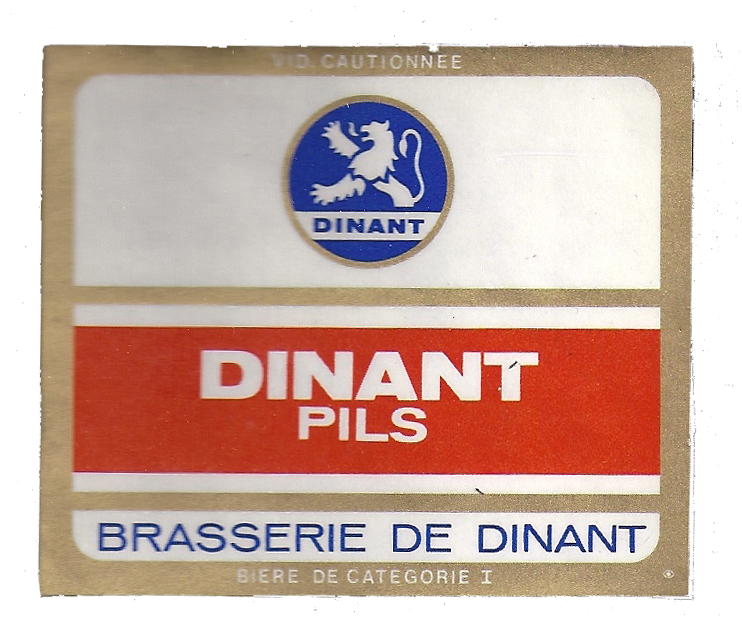 VID. CAUTIONNEE
DINANT
DINANT
PILS
BRASSERIE DE DINANT
BIERE DE CATEGORIE I